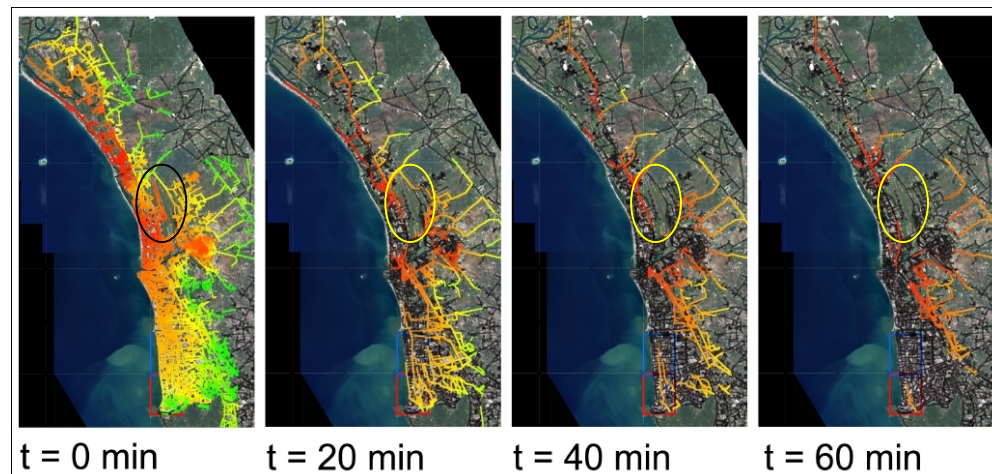 t = 0 min
t = 20 min
t = 40 min
t = 60 min